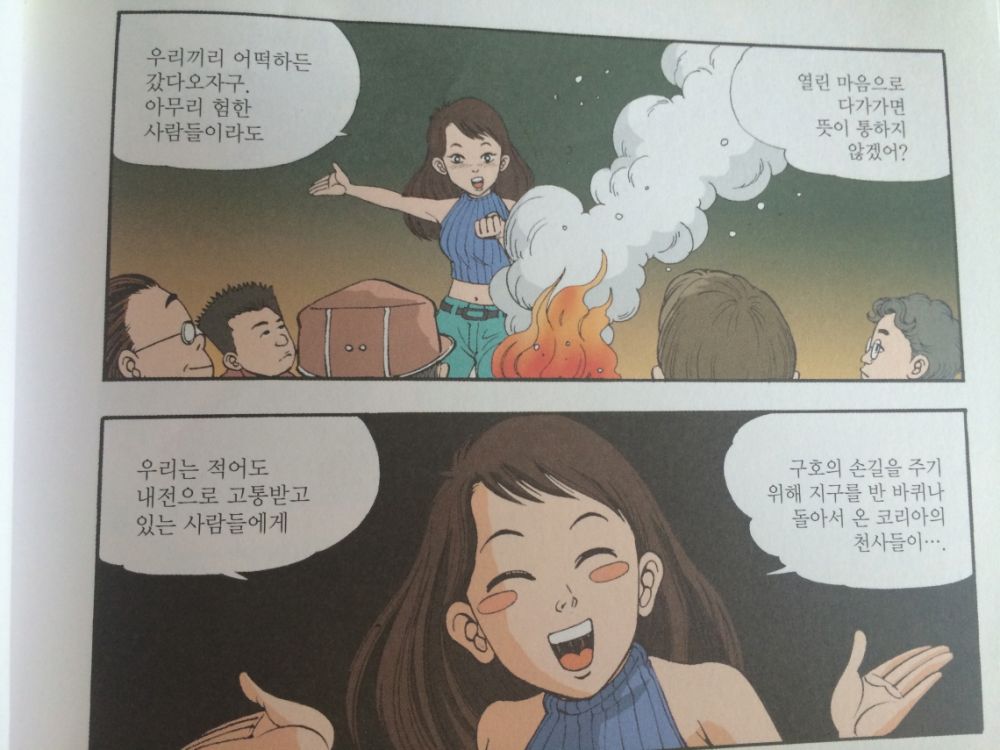 우리끼리 어떡하든
갔다오자구.
아무리 험한
사람들이라도
열린 마음으로
다가가면
뜻이 통하지
않겠어?
우리는 적어도
내전으로 고통받고
있는 사람들에게
구호의 손길을 주기
위해 지구를 반 바퀴나
돌아서 온 코리아의
천사들이….